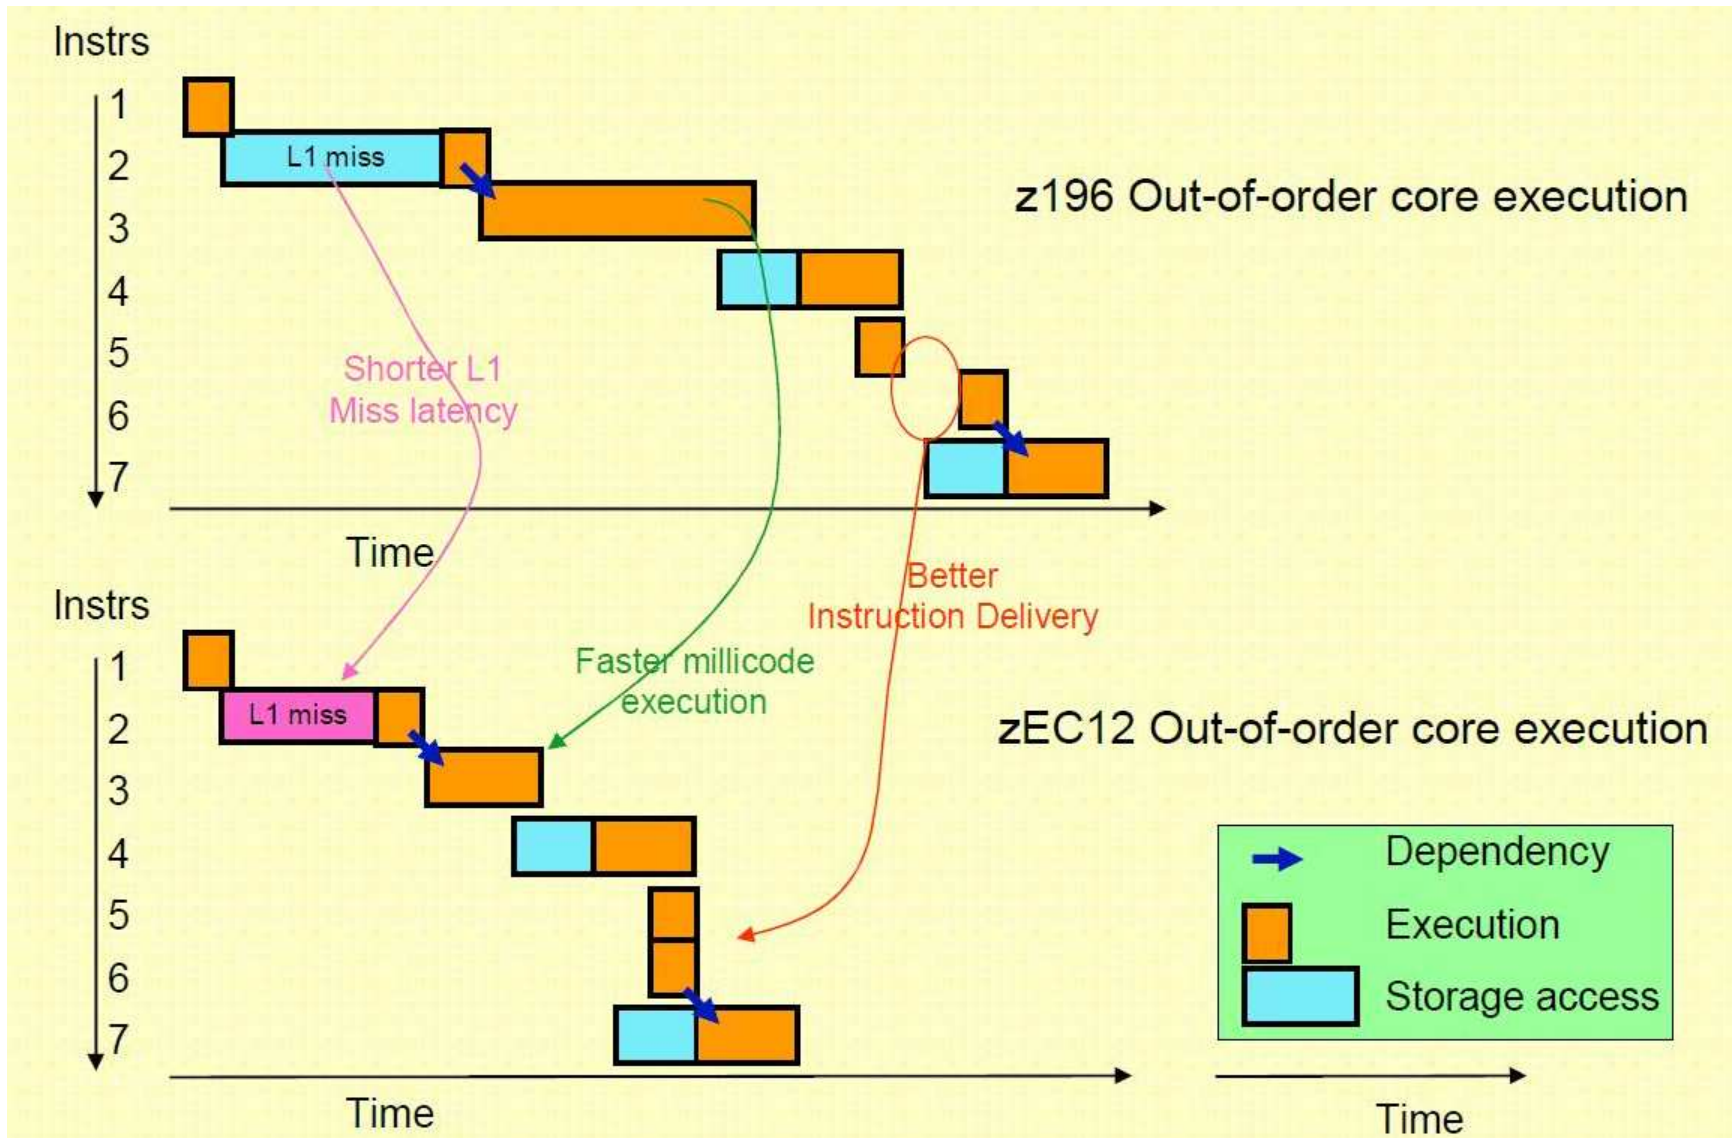 Instrs
1
2
3
4
5
6
7
L1 miss
z196 Out-of-order core execution
Shorter L1
Miss latency
Time
Better
Instruction Delivery
Instrs
1
2
3
4
5
6
7
L1 miss
Faster millicode
execution
zEC12 Out-of-order core execution
Dependency
Execution
Storage access
Time
Time